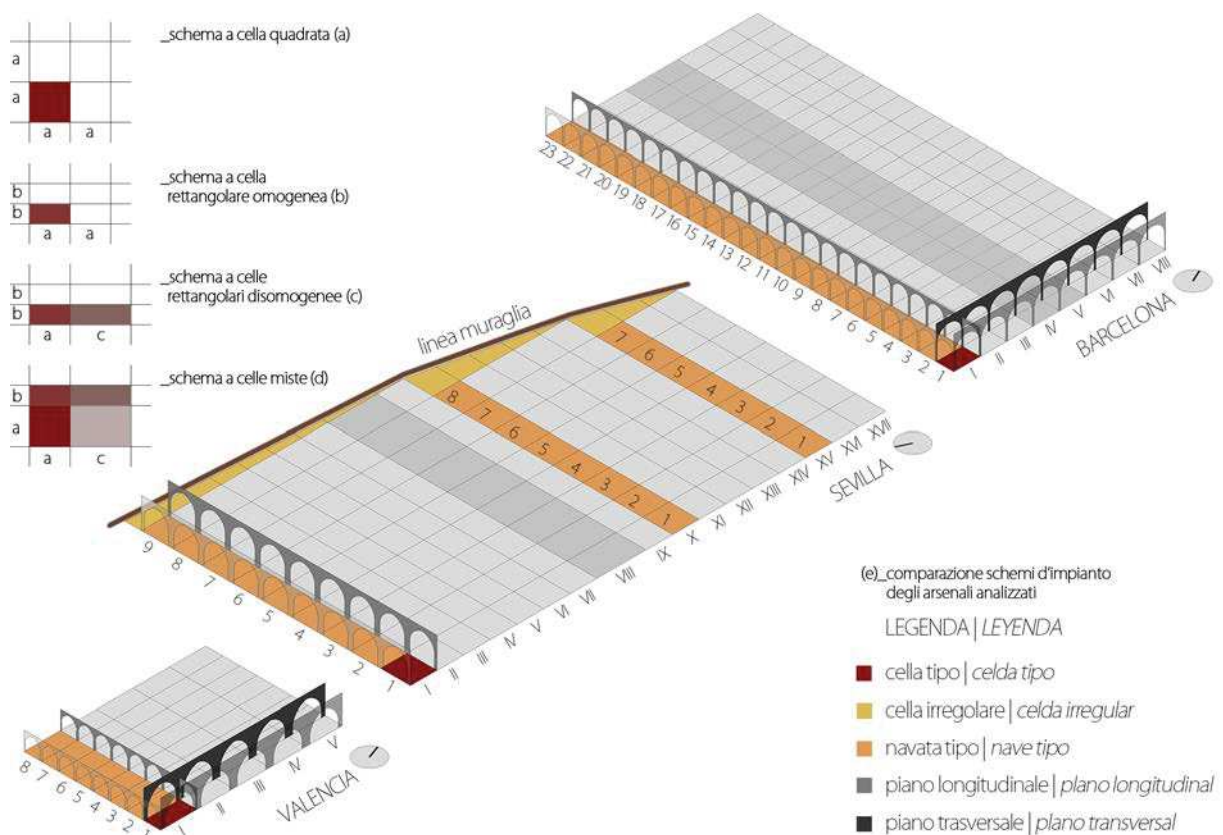 _schema a cella quadrata (a)
a
a
a a
_schema a cella
rettangolare omogenea (b)
b
b
a a
_schema a celle
rettangolari disomogenee (c)
b
b
a c
_schema a celle miste (d)
b
a
a c
23 22 21 20 19 18 17 16 15 14 13 12 11 10 9 8 7 6 5 4 3 2 1
I II III IV V VI VII VIII
BARCELONA
linea muraglia
7 6 5 4 3 2 1
8 7 6 5 4 3 2 1
9 8 7 6 5 4 3 2 1
I II III IV V VI VII VIII IX X XI XII XIII XIV XV XVI XVII
SEVILLA
8 7 6 5 4 3 2 1
I II III IV V
VALENCIA
(e)_comparazione schemi d'impianto
degli arsenali analizzati
LEGENDA | LEYENDA
cella tipo | celda tipo
cella irregolare | celda irregular
navata tipo | nave tipo
piano longitudinale | plano longitudinal
piano trasversale | plano transversal